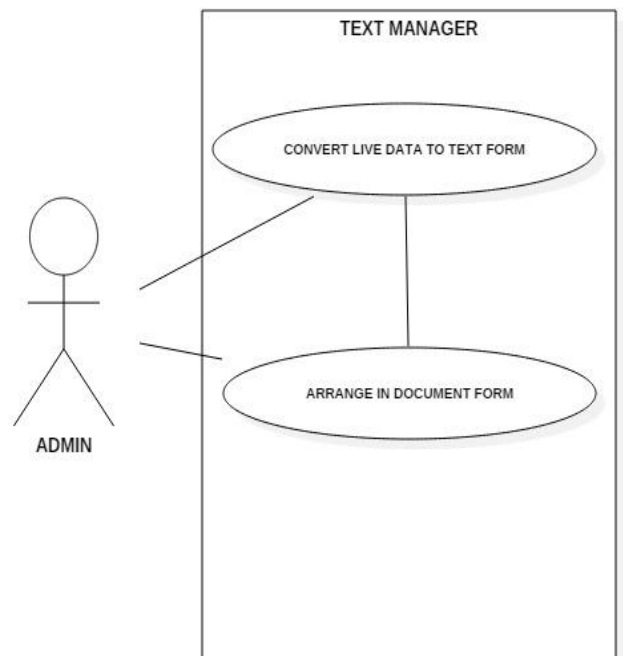 TEXT MANAGER
CONVERT LIVE DATA TO TEXT FORM
ARRANGE IN DOCUMENT FORM
ADMIN